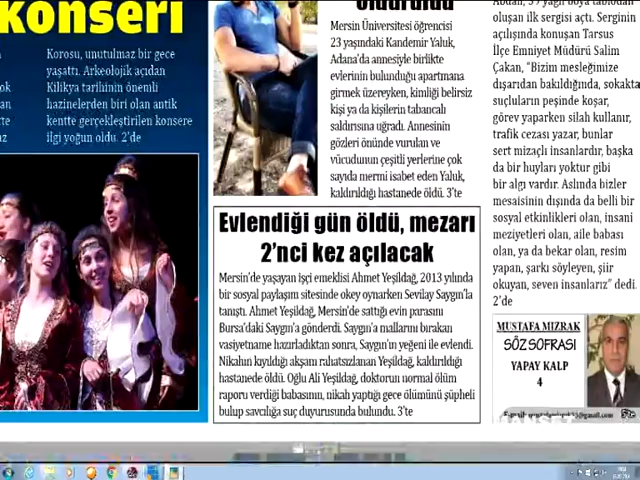 konseri
Korosu, unutulmaz bir gece
yaşattı. Arkeolojik açıdan
Kilikya tarihinin önemli
hazinelerden biri olan antik
kentte gerçekleştirilen konsere
ilgi yoğun oldu. 2'de
öldürüldü
Mersin Üniversitesi öğrencisi
23 yaşındaki Kandemir Yaluk,
Adana'da annesiyle birlikte
evlerinin bulunduğu apartmana
girmek üzereyken, kimliği belirsiz
kişi ya da kişilerin tabancalı
saldırısına uğradı. Annesinin
gözleri önünde vurulan ve
vücudunun çeşitli yerlerine çok
sayıda mermi isabet eden Yaluk,
kaldırıldığı hastanede öldü. 3'te
Evlendiği gün öldü, mezarı
2'nci kez açılacak
Mersin'de yaşayan işçi emeklisi Ahmet Yeşildağ, 2013 yılında
bir sosyal paylaşım sitesinde okey oynarken Sevilay Saygın'la
tanıştı. Ahmet Yeşildağ, Mersin'de sattığı evin parasını
Bursa'daki Saygın'a gönderdi. Saygın'a mallarını bırakan
vasiyetname hazırladıktan sonra, Saygın'ın yeğeni ile evlendi.
Nikahın kıyıldığı akşam rahatsızlanan Yeşildağ, kaldırıldığı
hastanede öldü. Oğlu Ali Yeşildağ, doktorun normal ölüm
raporu verdiği babasının, nikah yaptığı gece ölümünü şüpheli
bulup savcılığa suç duyurusunda bulundu. 3'te
oluşan ilk sergisi açtı. Serginin
açılışında konuşan Tarsus
İlçe Emniyet Müdürü Salim
Çakan, “Bizim mesleğimize
dışarıdan bakıldığında, sokakta
suçluların peşinde koşar,
görev yaparken silah kullanır,
trafik cezası yazar, bunlar
sert mizaçlı insanlardır, başka
da bir huyları yoktur gibi
bir algı vardır. Aslında bizler
mesaisinin dışında da belli bir
sosyal etkinlikleri olan, insani
meziyetleri olan, aile babası
olan, ya da bekar olan, resim
yapan, şarkı söyleyen, şiir
okuyan, seven insanlarız” dedi.
2'de
MUSTAFA MIZRAK
SÖZ SOFRASI
YAPAY KALP
4
5'te